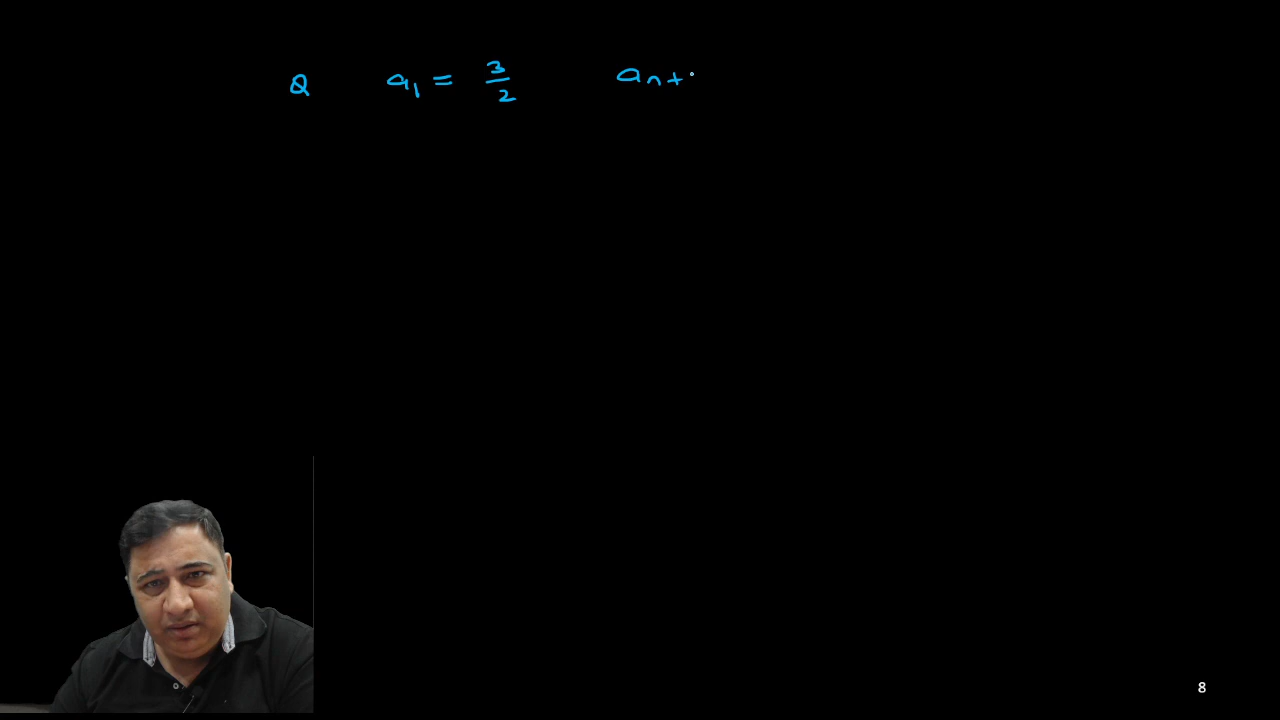 Q a₁ = 3/2 aₙ₊
8